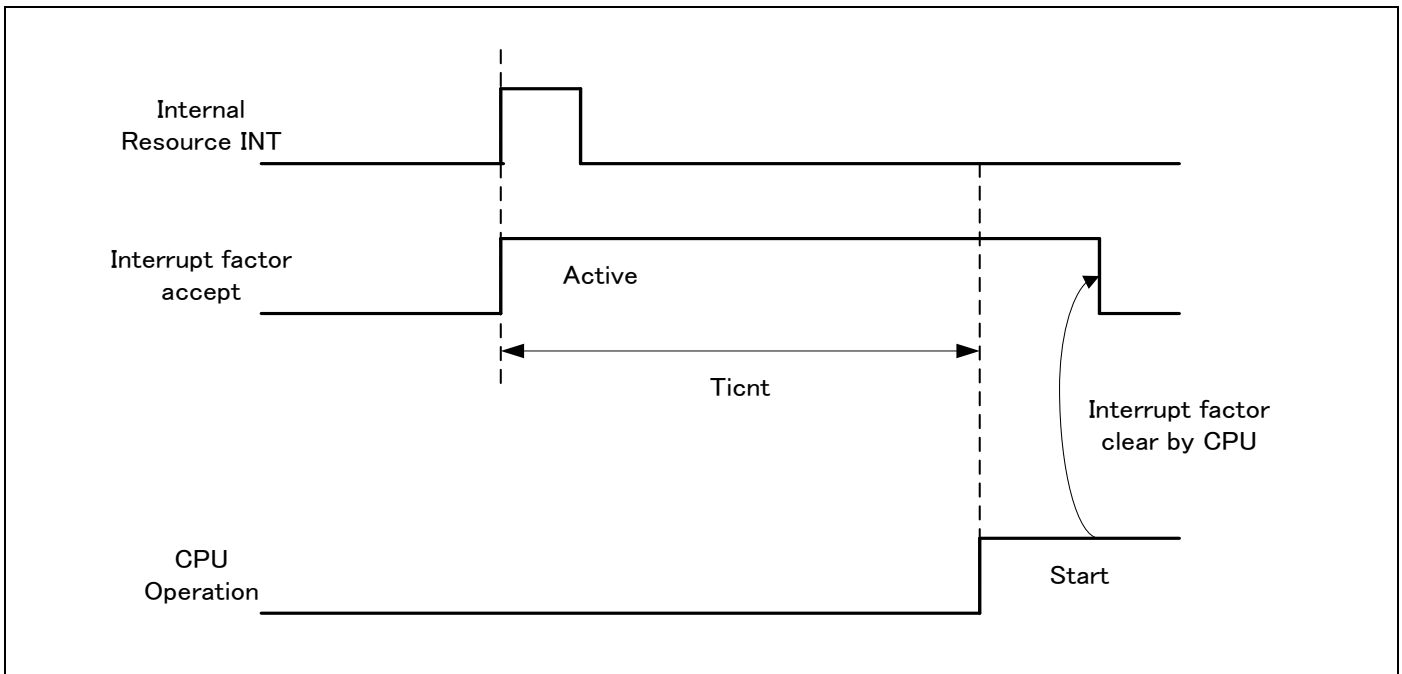 Internal
Resource INT
Interrupt factor
accept
Active
Ticnt
Interrupt factor
clear by CPU
CPU
Operation
Start